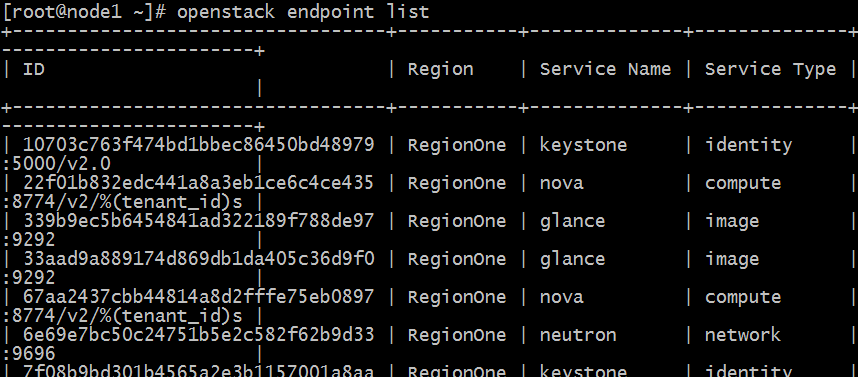 [root@node1 ~]# openstack endpoint list
+----------------------------------+-----------+--------------+--------------+
-----------------------+
| ID                               | Region    | Service Name | Service Type |
                       |
+----------------------------------+-----------+--------------+--------------+
-----------------------+
| 10703c763f474bd1bbec86450bd48979 | RegionOne | keystone     | identity     |
:5000/v2.0             |
| 22f01b832edc441a8a3eb1ce6c4ce435 | RegionOne | nova         | compute      |
:8774/v2/%(tenant_id)s |
| 339b9ec5b6454841ad322189f788de97 | RegionOne | glance       | image        |
:9292                  |
| 33aad9a889174d869db1da405c36d9f0 | RegionOne | glance       | image        |
:9292                  |
| 67aa2437cbb44814a8d2fffe75eb0897 | RegionOne | nova         | compute      |
:8774/v2/%(tenant_id)s |
| 6e69e7bc50c24751b5e2c582f62b9d33 | RegionOne | neutron      | network      |
:9696                  |
| 7f08b9bd301b4565a2e3b1157001a8aa | RegionOne | keystone     | identity     |